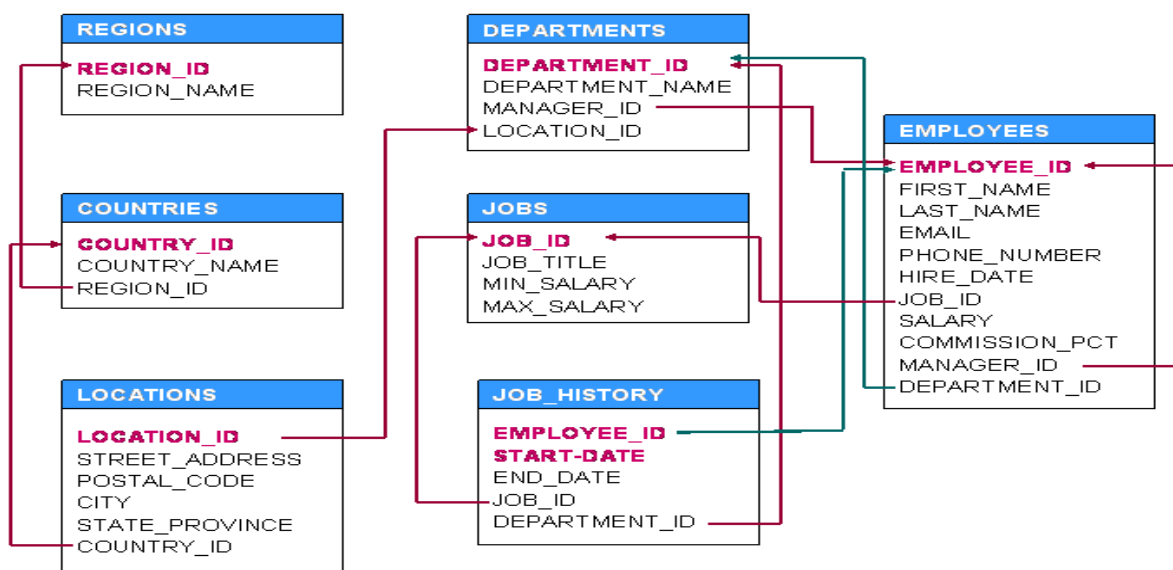 REGIONS
REGION_ID
REGION_NAME
COUNTRIES
COUNTRY_ID
COUNTRY_NAME
REGION_ID
LOCATIONS
LOCATION_ID
STREET_ADDRESS
POSTAL_CODE
CITY
STATE_PROVINCE
COUNTRY_ID
DEPARTMENTS
DEPARTMENT_ID
DEPARTMENT_NAME
MANAGER_ID
LOCATION_ID
JOBS
JOB_ID
JOB_TITLE
MIN_SALARY
MAX_SALARY
JOB_HISTORY
EMPLOYEE_ID
START-DATE
END_DATE
JOB_ID
DEPARTMENT_ID
EMPLOYEES
EMPLOYEE_ID
FIRST_NAME
LAST_NAME
EMAIL
PHONE_NUMBER
HIRE_DATE
JOB_ID
SALARY
COMMISSION_PCT
MANAGER_ID
DEPARTMENT_ID